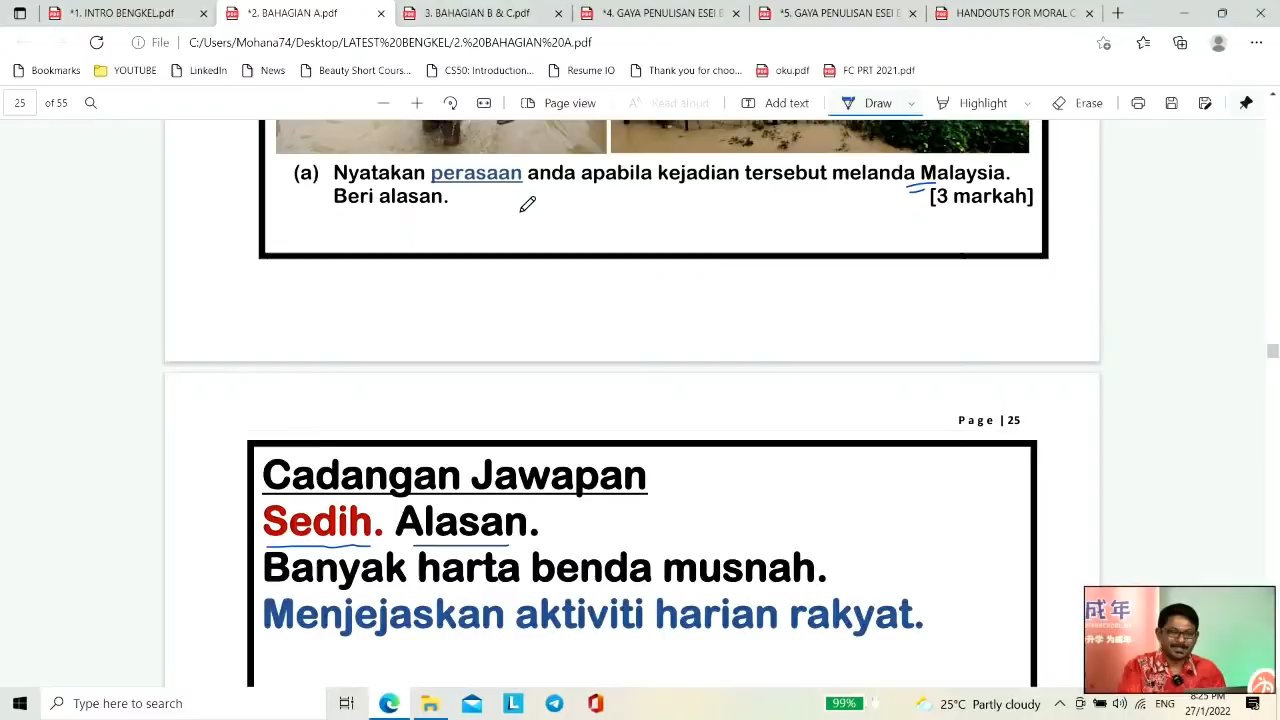 *1. INTRO BENGKEL.pdf
*2. BAHAGIAN A.pdf
3. BAHAGIAN B & C.pdf
*4. GAYA PENULISAN ESEI B
*5. GAYA PENULISAN ESEI E
HANDOUTS FOR MORAL C
File
C:/Users/Mohana74/Desktop/LATEST%20BENGKEL/2.%20BAHAGIAN%20A.pdf
Bookmarks
YOUTUBE
LinkedIn
News
Beauty Short Cours...
CS50: Introduction...
Resume IO
Thank you for choo...
oku.pdf
FC PRT 2021.pdf
25 of 55
Page view
Read aloud
Add text
Draw
Highlight
Erase
(a) Nyatakan perasaan anda apabila kejadian tersebut melanda Malaysia.
Beri alasan. [3 markah]
Page | 25
Cadangan Jawapan
Sedih. Alasan.
Banyak harta benda musnah.
Menjejaskan aktiviti harian rakyat.
成年
Type here to search
99%
25°C Partly cloudy
ENG
8:25 PM
27/1/2022